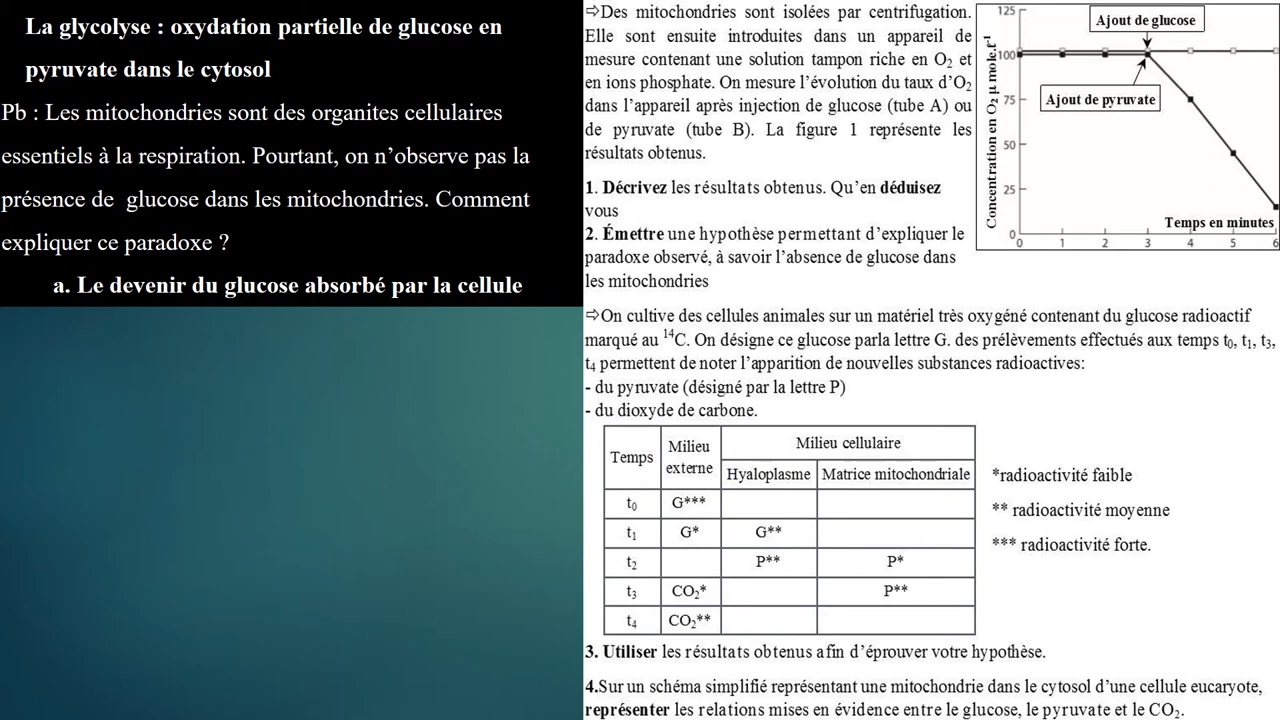 La glycolyse : oxydation partielle de glucose en
pyruvate dans le cytosol
Pb : Les mitochondries sont des organites cellulaires
essentiels à la respiration. Pourtant, on n’observe pas la
présence de  glucose dans les mitochondries. Comment
expliquer ce paradoxe ?
a. Le devenir du glucose absorbé par la cellule
⇨Des mitochondries sont isolées par centrifugation.
Elle sont ensuite introduites dans un appareil de
mesure contenant une solution tampon riche en O₂ et
en ions phosphate. On mesure l’évolution du taux d’O₂
dans l’appareil après injection de glucose (tube A) ou
de pyruvate (tube B). La figure 1 représente les
résultats obtenus.
1. Décrivez les résultats obtenus. Qu’en déduisez
vous
2. Émettre une hypothèse permettant d’expliquer le
paradoxe observé, à savoir l’absence de glucose dans
les mitochondries
Concentration en O₂ µ mole.ℓ⁻¹
125
100
75
50
25
0
Ajout de glucose
Ajout de pyruvate
Temps en minutes
0 1 2 3 4 5 6
⇨On cultive des cellules animales sur un matériel très oxygéné contenant du glucose radioactif
marqué au ¹⁴C. On désigne ce glucose parla lettre G. des prélèvements effectués aux temps t₀, t₁, t₃,
t₄ permettent de noter l’apparition de nouvelles substances radioactives:
- du pyruvate (désigné par la lettre P)
- du dioxyde de carbone.
Temps
Milieu
externe
Milieu cellulaire
Hyaloplasme Matrice mitochondriale
t₀ G***
t₁ G* G**
t₂ P** P*
t₃ CO₂* P**
t₄ CO₂**
*radioactivité faible
** radioactivité moyenne
*** radioactivité forte.
3. Utiliser les résultats obtenus afin d’éprouver votre hypothèse.
4.Sur un schéma simplifié représentant une mitochondrie dans le cytosol d’une cellule eucaryote,
représenter les relations mises en évidence entre le glucose, le pyruvate et le CO₂.